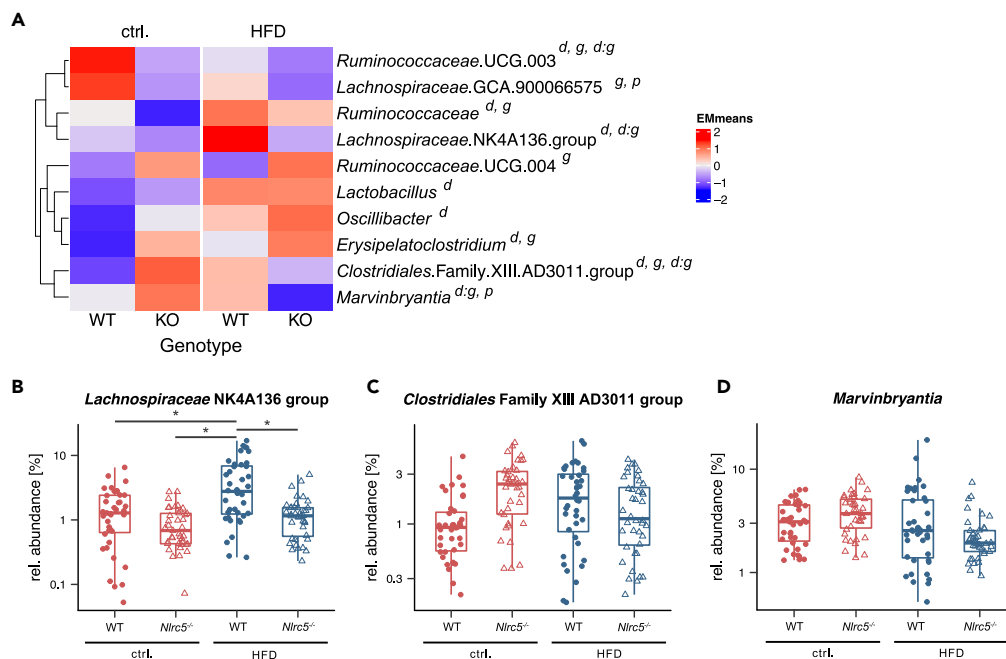 A
ctrl.
HFD
Ruminococcaceae.UCG.003 d, g, d:g
Lachnospiraceae.GCA.900066575 g, p
Ruminococcaceae d, g
Lachnospiraceae.NK4A136.group d, d:g
Ruminococcaceae.UCG.004 g
Lactobacillus d
Oscillibacter d
Erysipelatoclostridium d, g
Clostridiales.Family.XIII.AD3011.group d, g, d:g
Marvinbryantia d:g, p
WT KO WT KO
Genotype
EMmeans
2
1
0
−1
−2
B
Lachnospiraceae NK4A136 group
*
* *
rel. abundance [%]
10
1
0.1
WT Nlrc5-/- WT Nlrc5-/-
ctrl. HFD
C
Clostridiales Family XIII AD3011 group
rel. abundance [%]
3
1
0.3
WT Nlrc5-/- WT Nlrc5-/-
ctrl. HFD
D
Marvinbryantia
rel. abundance [%]
10
3
1
WT Nlrc5-/- WT Nlrc5-/-
ctrl. HFD